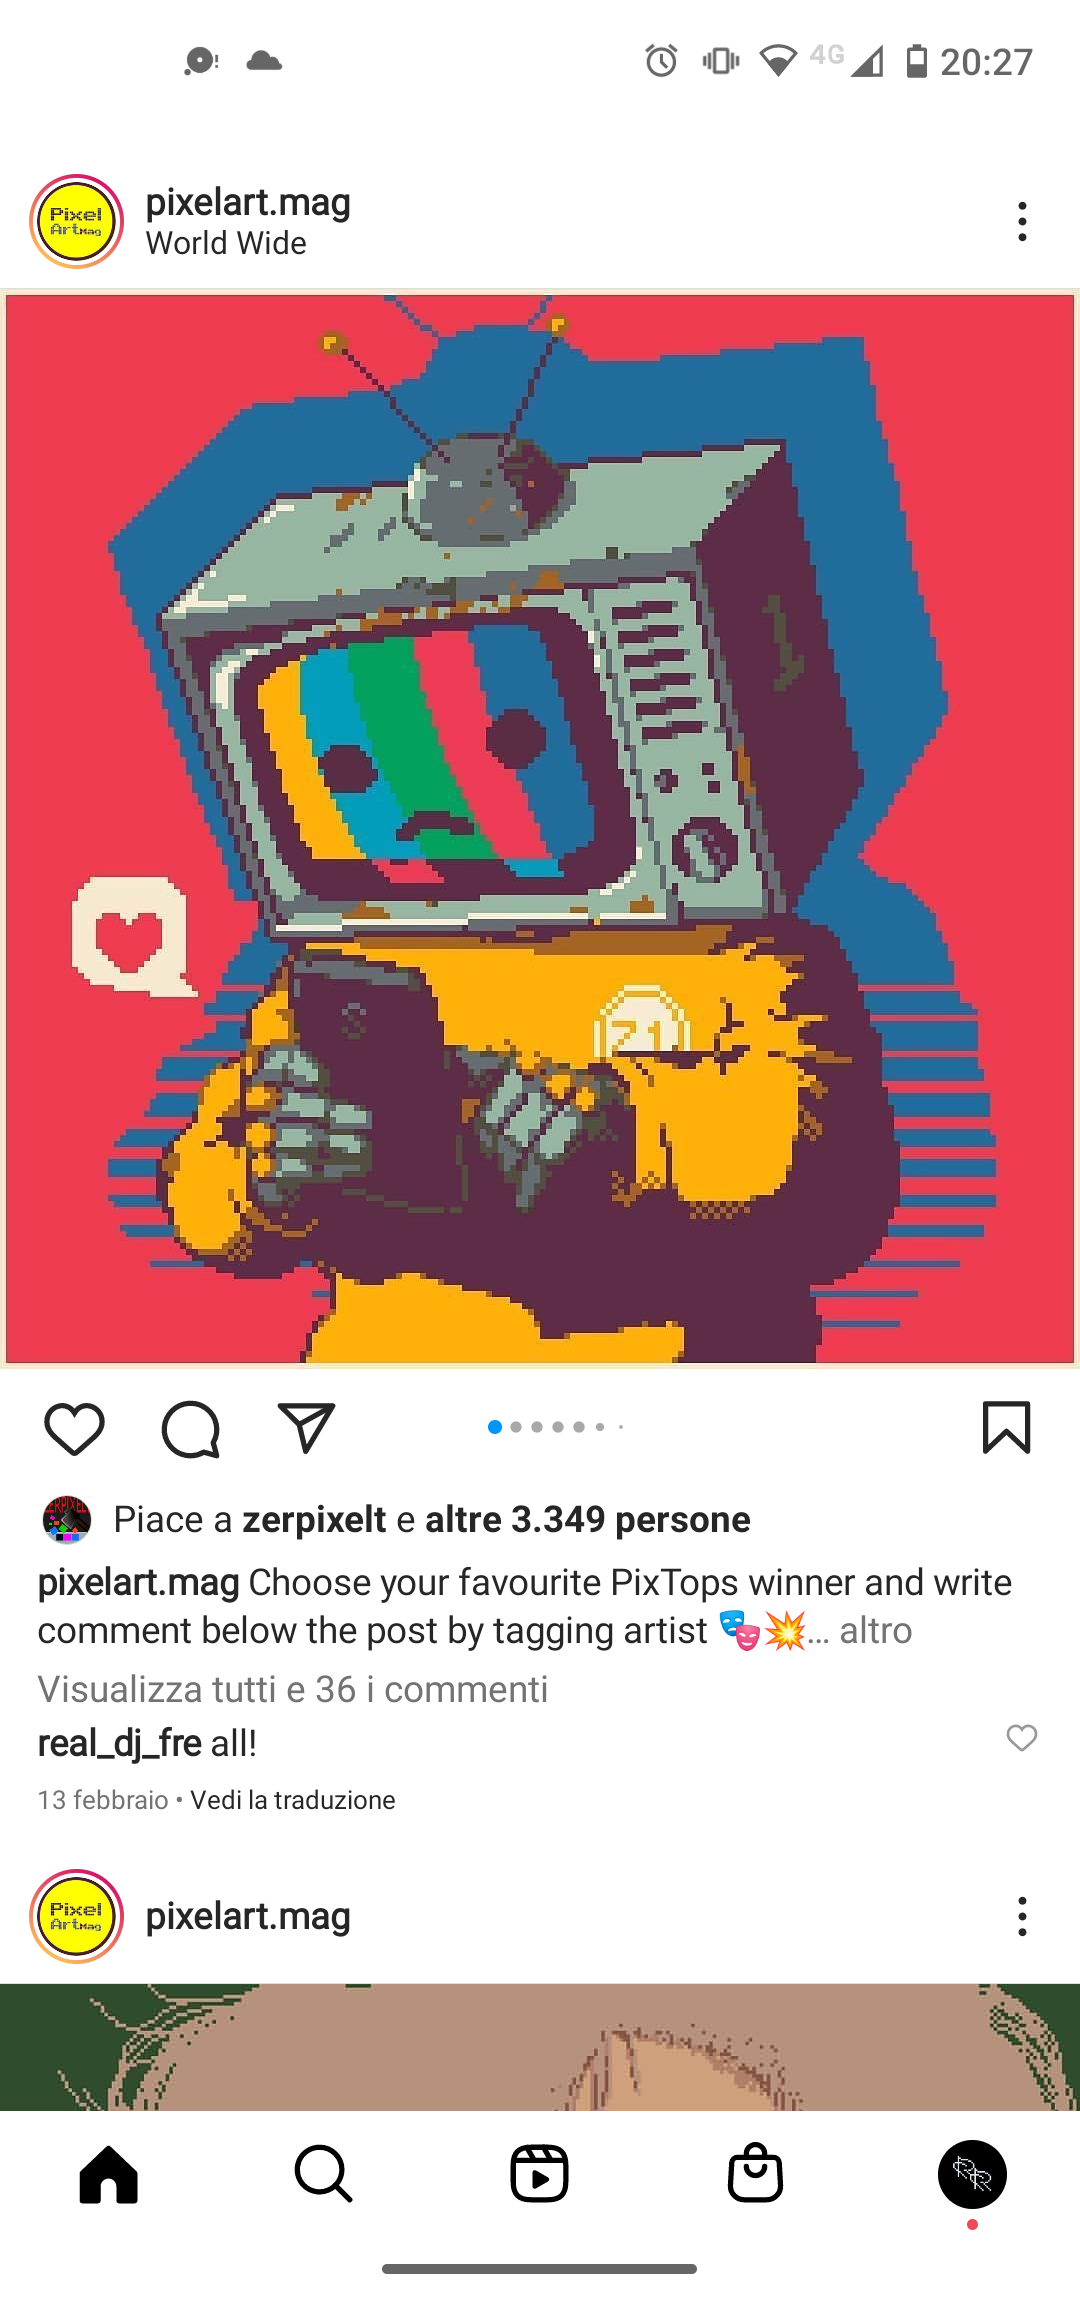 4G 20:27
Pixel
ArtMag
pixelart.mag
World Wide
S
21
Piace a zerpixelt e altre 3.349 persone
pixelart.mag Choose your favourite PixTops winner and write
comment below the post by tagging artist 🎭💥... altro
Visualizza tutti e 36 i commenti
real_dj_fre all!
13 febbraio • Vedi la traduzione
Pixel
ArtMag
pixelart.mag